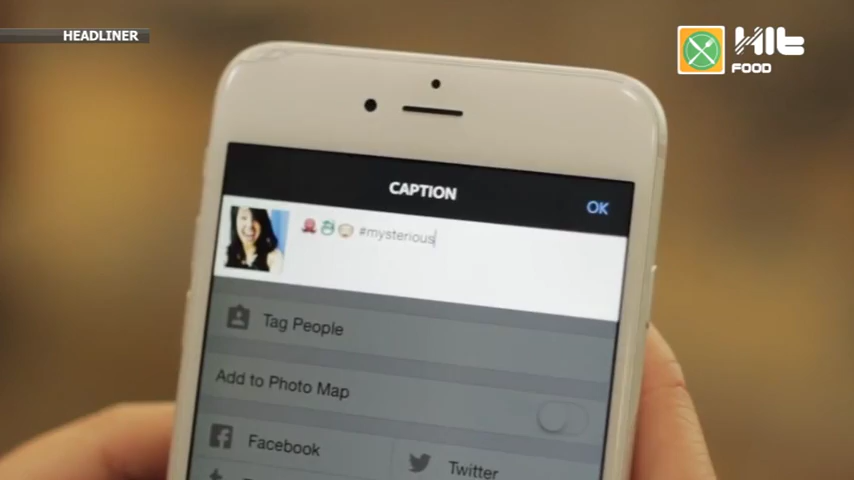 HEADLINER
HIt
FOOD
CAPTION
OK
#mysterious
Tag People
Add to Photo Map
Facebook
Twitter